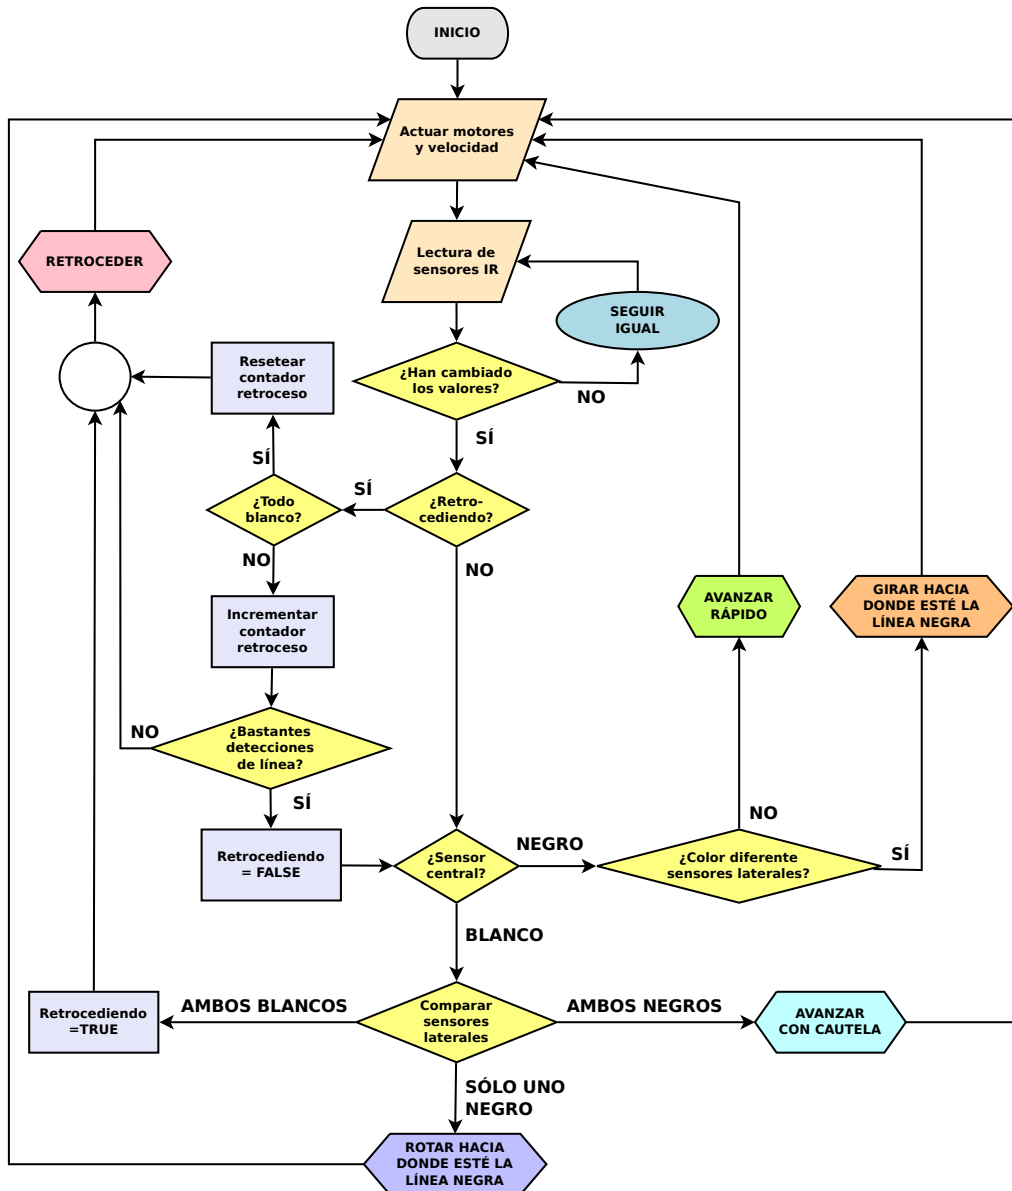 INICIO
Actuar motores
y velocidad
Lectura de
sensores IR
RETROCEDER
SEGUIR
IGUAL
Resetear
contador
retroceso
¿Han cambiado
los valores?
NO
SÍ
SÍ
SÍ
¿Todo
blanco?
¿Retro-
cediendo?
NO
NO
Incrementar
contador
retroceso
AVANZAR
RÁPIDO
GIRAR HACIA
DONDE ESTÉ LA
LÍNEA NEGRA
NO
¿Bastantes
detecciones
de línea?
SÍ
NO
Retrocediendo
= FALSE
¿Sensor
central?
NEGRO
¿Color diferente
sensores laterales?
SÍ
BLANCO
Retrocediendo
=TRUE
AMBOS BLANCOS
Comparar
sensores
laterales
AMBOS NEGROS
AVANZAR
CON CAUTELA
SÓLO UNO
NEGRO
ROTAR HACIA
DONDE ESTÉ LA
LÍNEA NEGRA